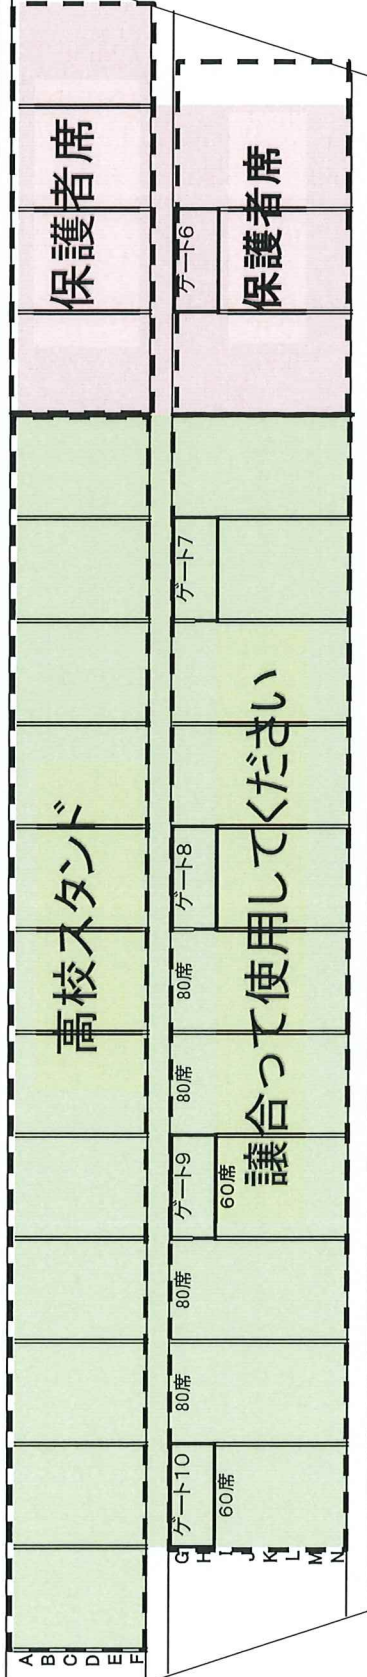 A
B
C
D
E
F
高校スタンド
保護者席
G
H
I
J
K
L
M
N
ゲート10
60席
80席
80席
ゲート9
60席
80席
80席
ゲート8
ゲート7
ゲート6
譲合って使用してください
保護者席